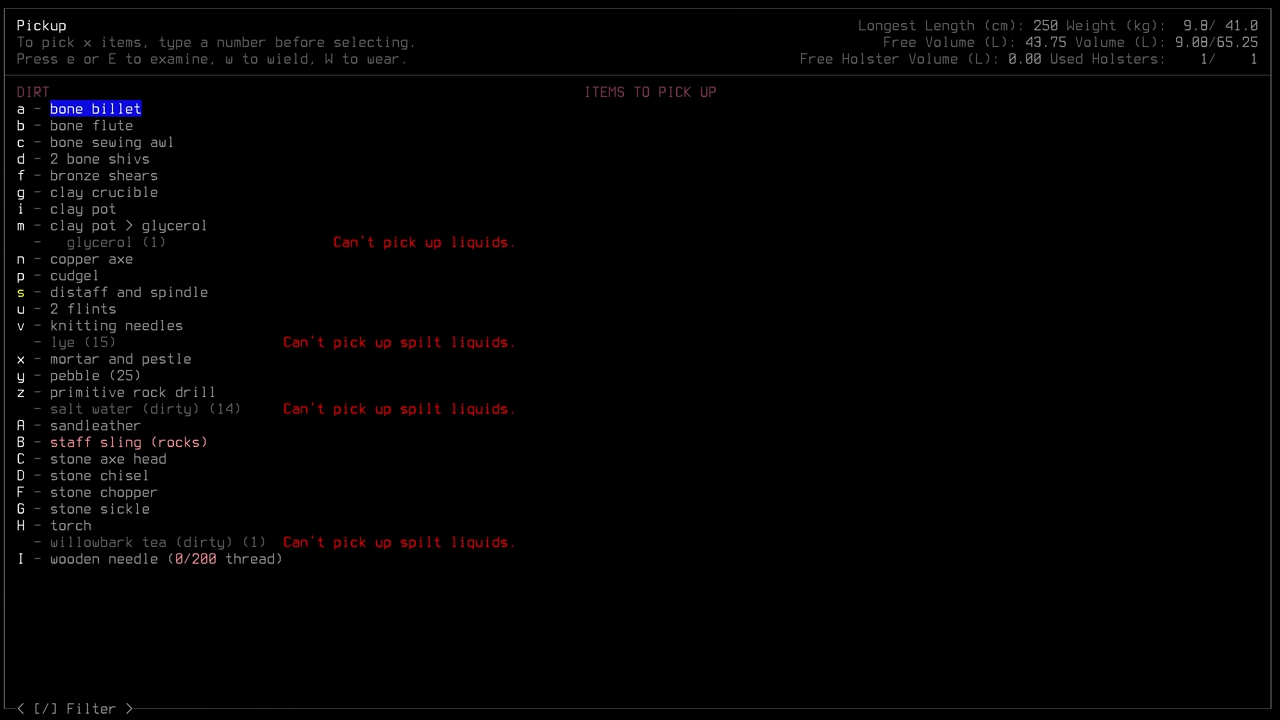 Pickup Longest Length (cm): 250 Weight (kg): 9.8/ 41.0
To pick x items, type a number before selecting. Free Volume (L): 43.75 Volume (L): 9.08/65.25
Press e or E to examine, w to wield, W to wear. Free Holster Volume (L): 0.00 Used Holsters: 1/ 1
DIRT ITEMS TO PICK UP
a - bone billet
b - bone flute
c - bone sewing awl
d - 2 bone shivs
f - bronze shears
g - clay crucible
i - clay pot
m - clay pot > glycerol
- glycerol (1) Can't pick up liquids.
n - copper axe
p - cudgel
s - distaff and spindle
u - 2 flints
v - knitting needles
- lye (15) Can't pick up spilt liquids.
x - mortar and pestle
y - pebble (25)
z - primitive rock drill
- salt water (dirty) (14) Can't pick up spilt liquids.
A - sandleather
B - staff sling (rocks)
C - stone axe head
D - stone chisel
F - stone chopper
G - stone sickle
H - torch
- willowbark tea (dirty) (1) Can't pick up spilt liquids.
I - wooden needle (0/200 thread)
< [/] Filter >